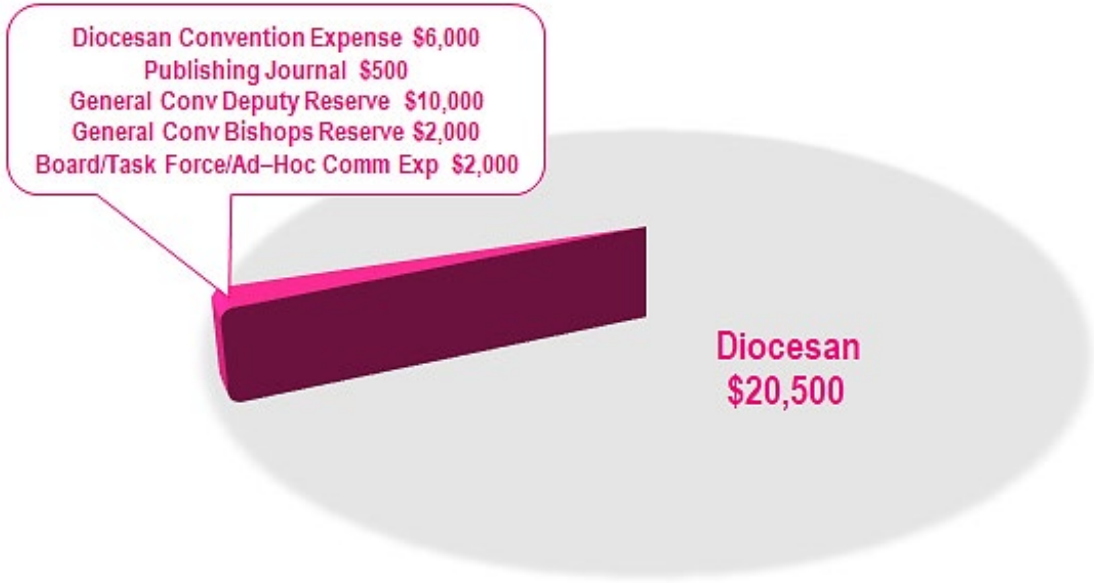 Diocesan Convention Expense $6,000
Publishing Journal $500
General Conv Deputy Reserve $10,000
General Conv Bishops Reserve $2,000
Board/Task Force/Ad–Hoc Comm Exp $2,000
Diocesan
$20,500